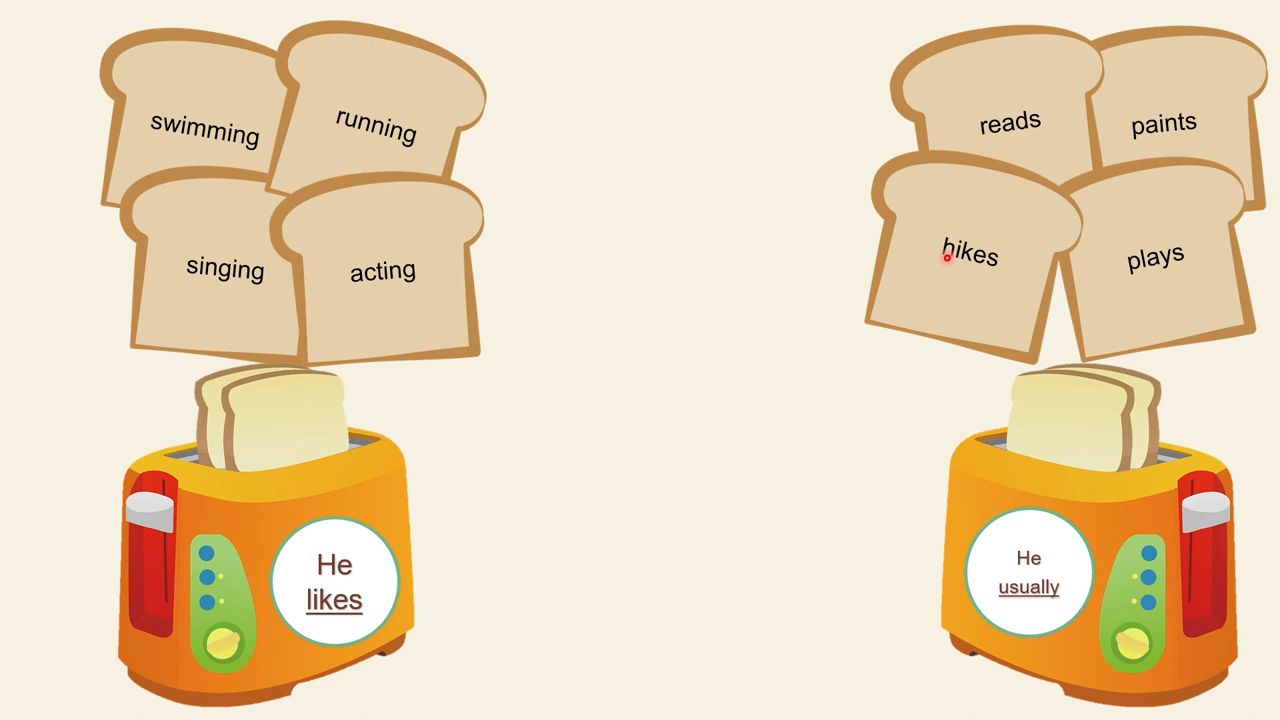 swimming
running
singing
acting
He
likes
reads
paints
hikes
plays
He
usually